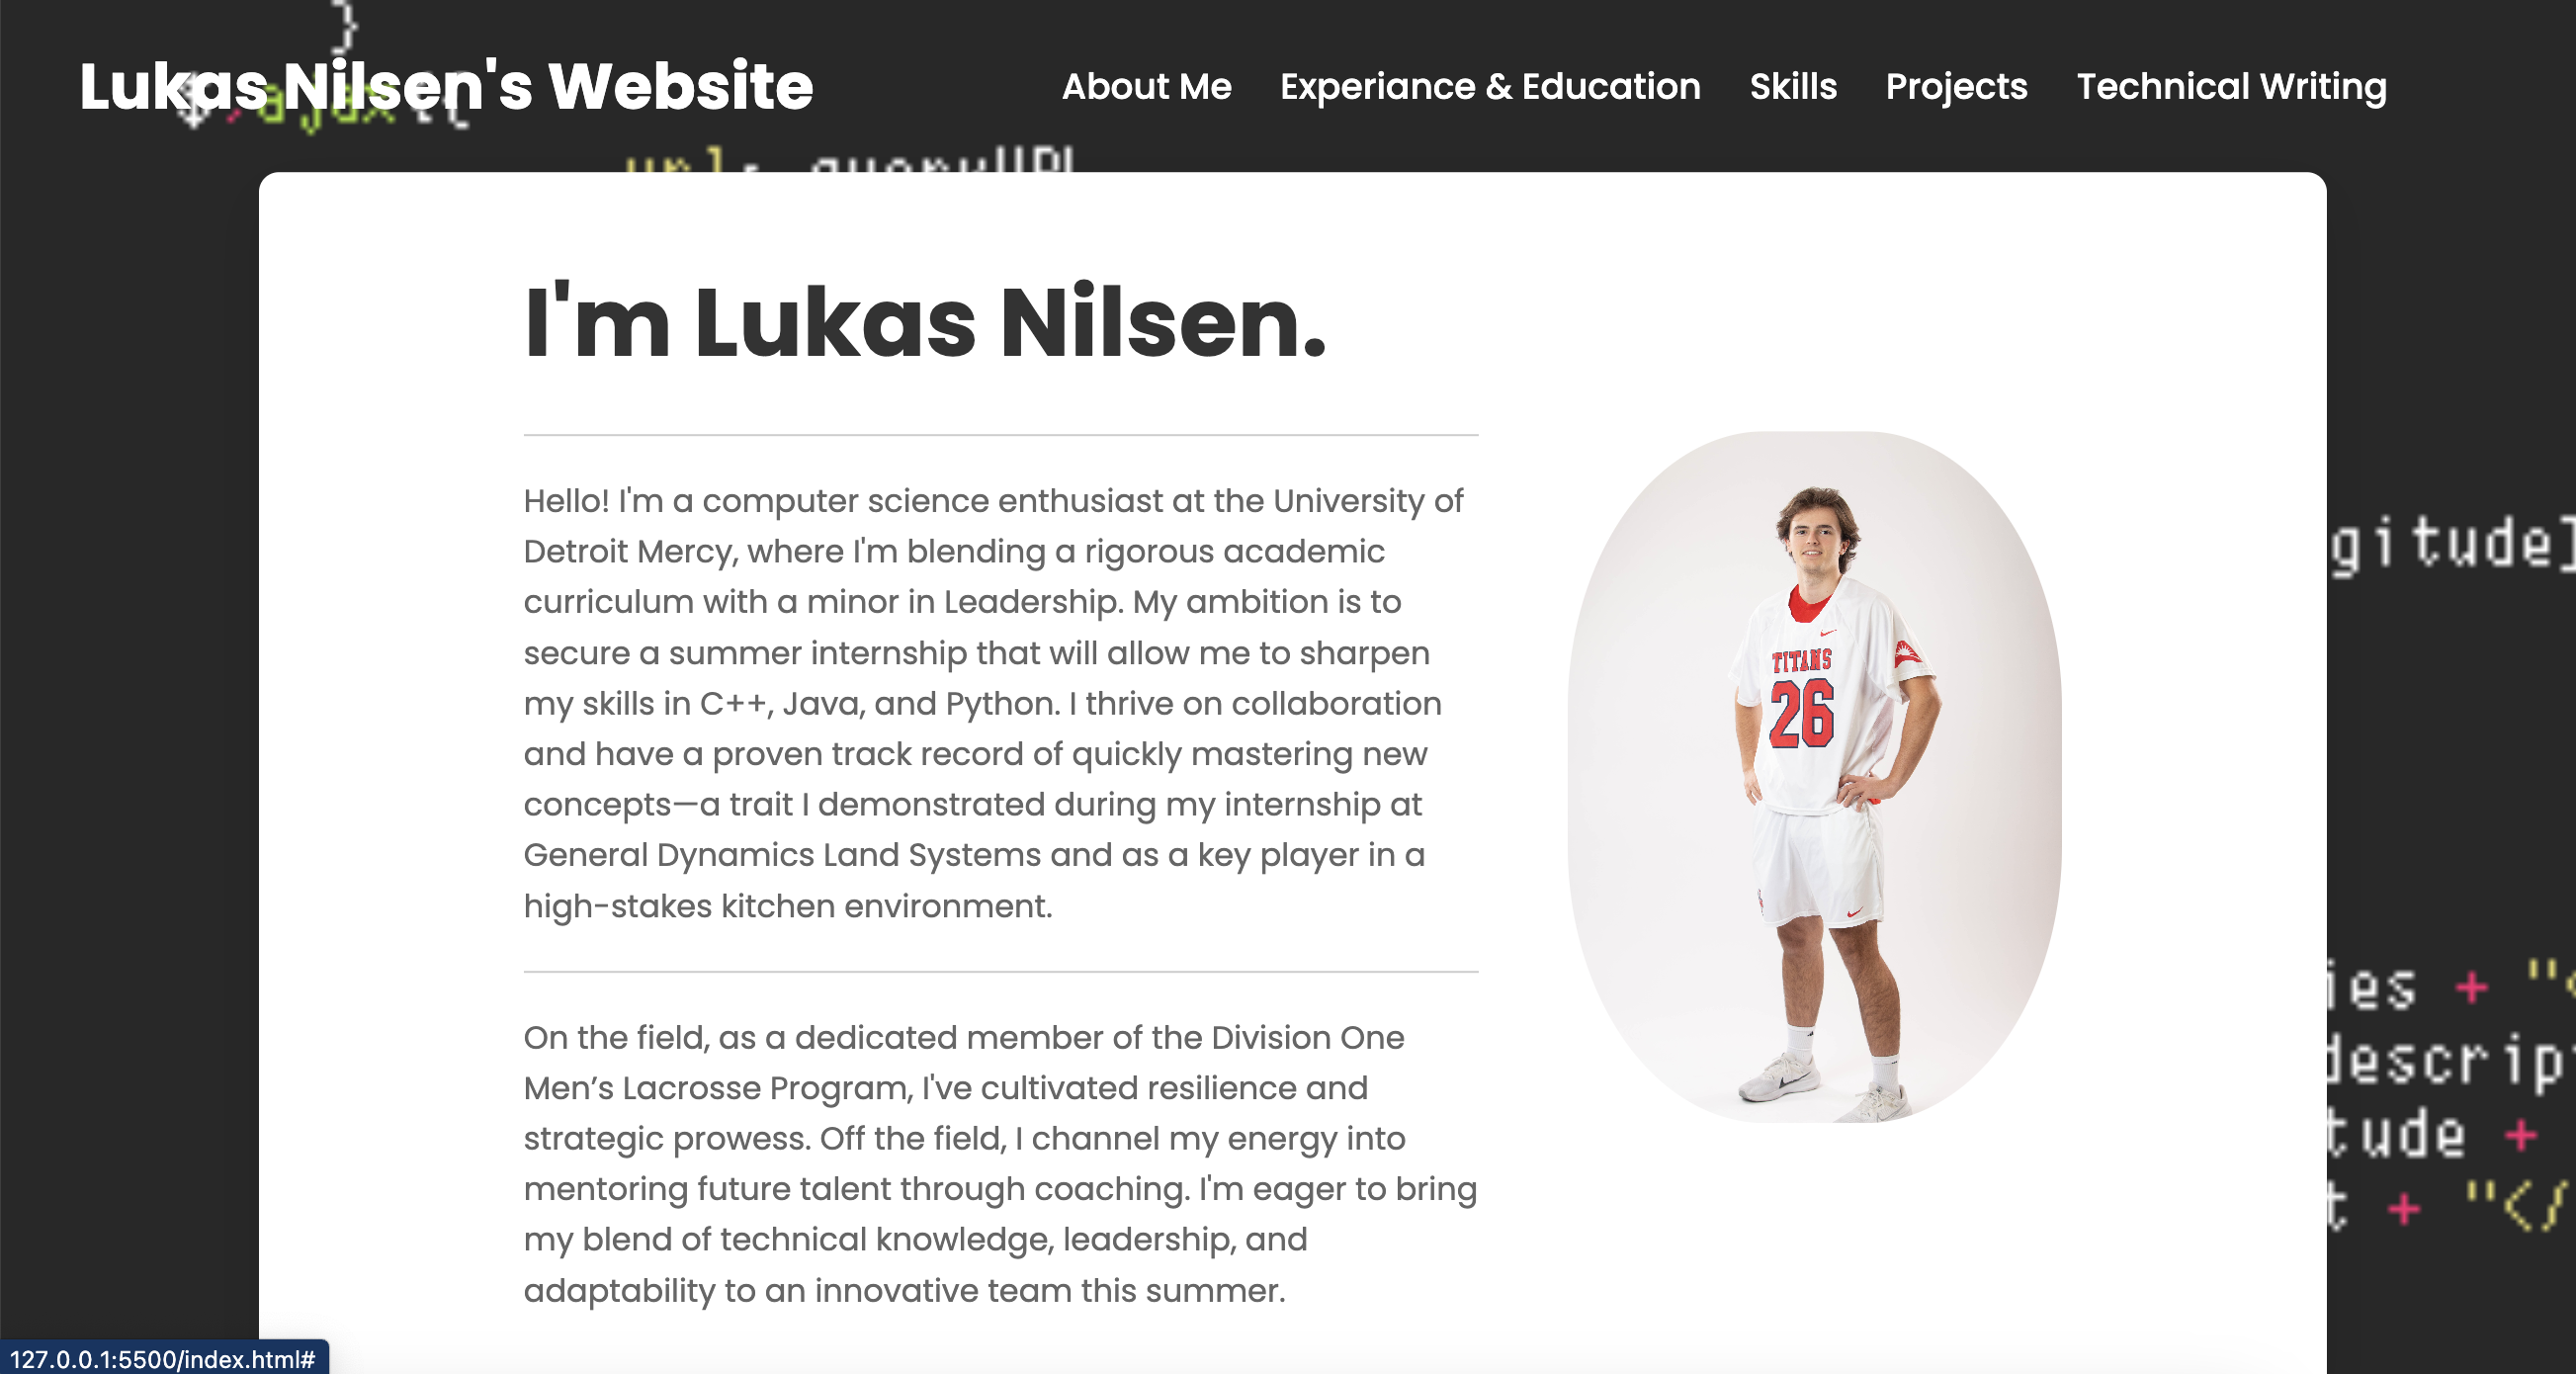 }
Lukas Nilsen's Website
About Me Experiance & Education Skills Projects Technical Writing
url: queryURL
I'm Lukas Nilsen.
Hello! I'm a computer science enthusiast at the University of
Detroit Mercy, where I'm blending a rigorous academic
curriculum with a minor in Leadership. My ambition is to
secure a summer internship that will allow me to sharpen
my skills in C++, Java, and Python. I thrive on collaboration
and have a proven track record of quickly mastering new
concepts—a trait I demonstrated during my internship at
General Dynamics Land Systems and as a key player in a
high-stakes kitchen environment.
On the field, as a dedicated member of the Division One
Men’s Lacrosse Program, I've cultivated resilience and
strategic prowess. Off the field, I channel my energy into
mentoring future talent through coaching. I'm eager to bring
my blend of technical knowledge, leadership, and
adaptability to an innovative team this summer.
TITANS
26
gitude]
ies + "<
descrip
tude +
t + "</
127.0.0.1:5500/index.html#